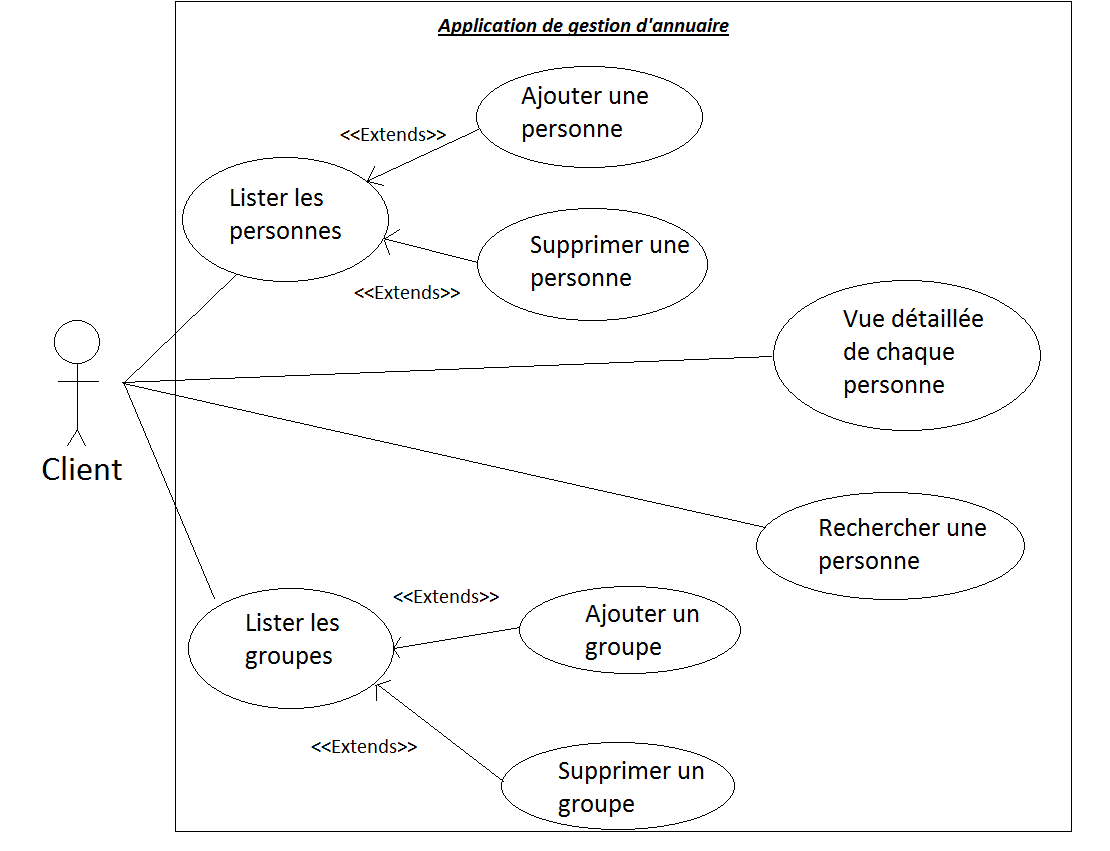 Application de gestion d'annuaire
Ajouter une
personne
<<Extends>>
Lister les
personnes
Supprimer une
personne
<<Extends>>
Vue détaillée
de chaque
personne
Client
Rechercher une
personne
<<Extends>>
Ajouter un
groupe
Lister les
groupes
<<Extends>>
Supprimer un
groupe